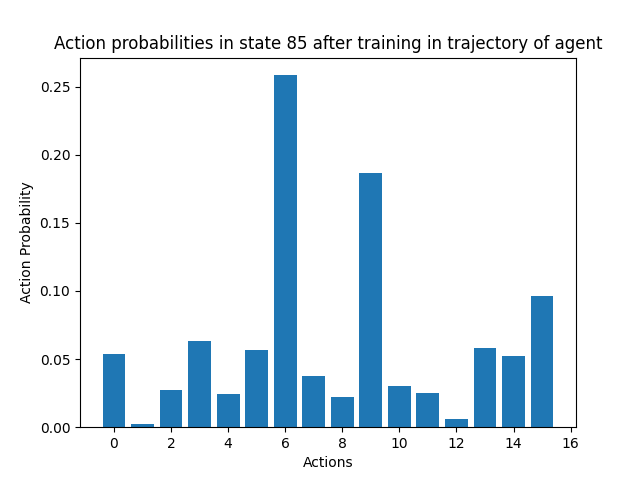 Action probabilities in state 85 after training in trajectory of agent
0.25
0.20
0.15
0.10
0.05
0.00
Action Probability
0 2 4 6 8 10 12 14 16
Actions